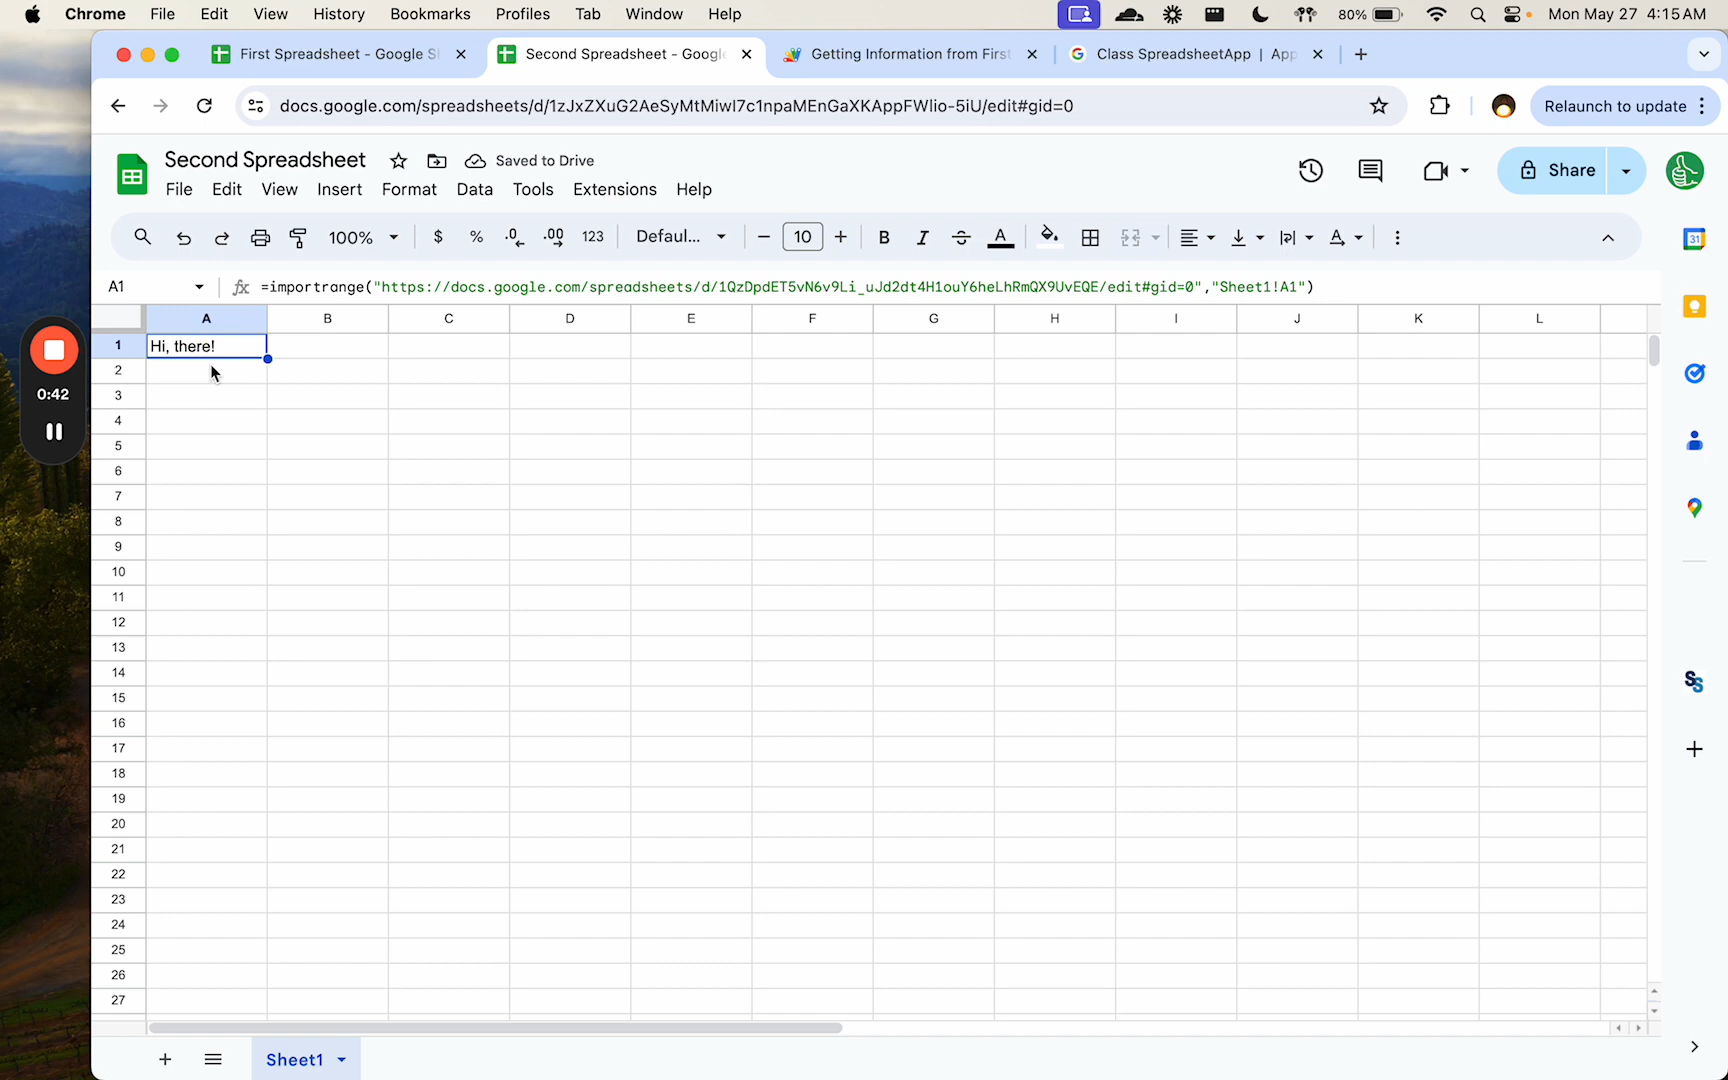 Chrome File Edit View History Bookmarks Profiles Tab Window Help 80% Mon May 27 4:15 AM
First Spreadsheet - Google S Second Spreadsheet - Google Getting Information from First Class SpreadsheetApp | App
docs.google.com/spreadsheets/d/1zJxZXuG2AeSyMtMiwI7c1npaMEnGaXKAppFWlio-5iU/edit#gid=0 Relaunch to update
Second Spreadsheet Saved to Drive
File Edit View Insert Format Data Tools Extensions Help Share
100% $ % .0 .00 123 Defaul... 10 B I A A
A1 fx =importrange("https://docs.google.com/spreadsheets/d/1QzDpdET5vN6v9Li_uJd2dt4H1ouY6heLhRmQX9UvEQE/edit#gid=0","Sheet1!A1")
A B C D E F G H I J K L
1 Hi, there!
2
3
0:42
4
5
6
7
8
9
10
11
12
13
14
15
16
17
18
19
20
21
22
23
24
25
26
27
Sheet1
31
SS